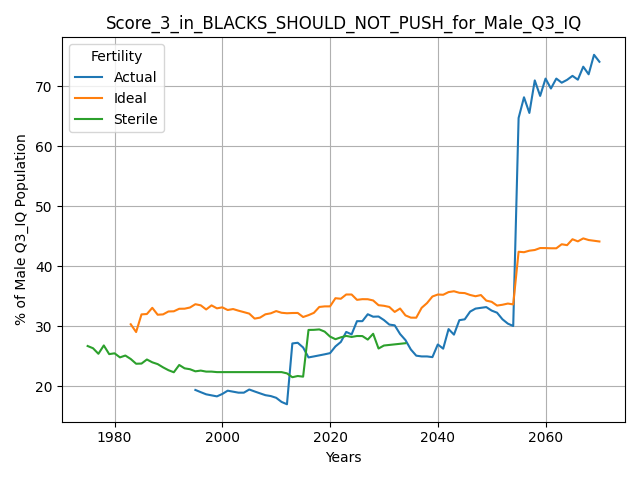 Score_3_in_BLACKS_SHOULD_NOT_PUSH_for_Male_Q3_IQ
Fertility
Actual
Ideal
Sterile
% of Male Q3_IQ Population
70
60
50
40
30
20
1980
2000
2020
2040
2060
Years